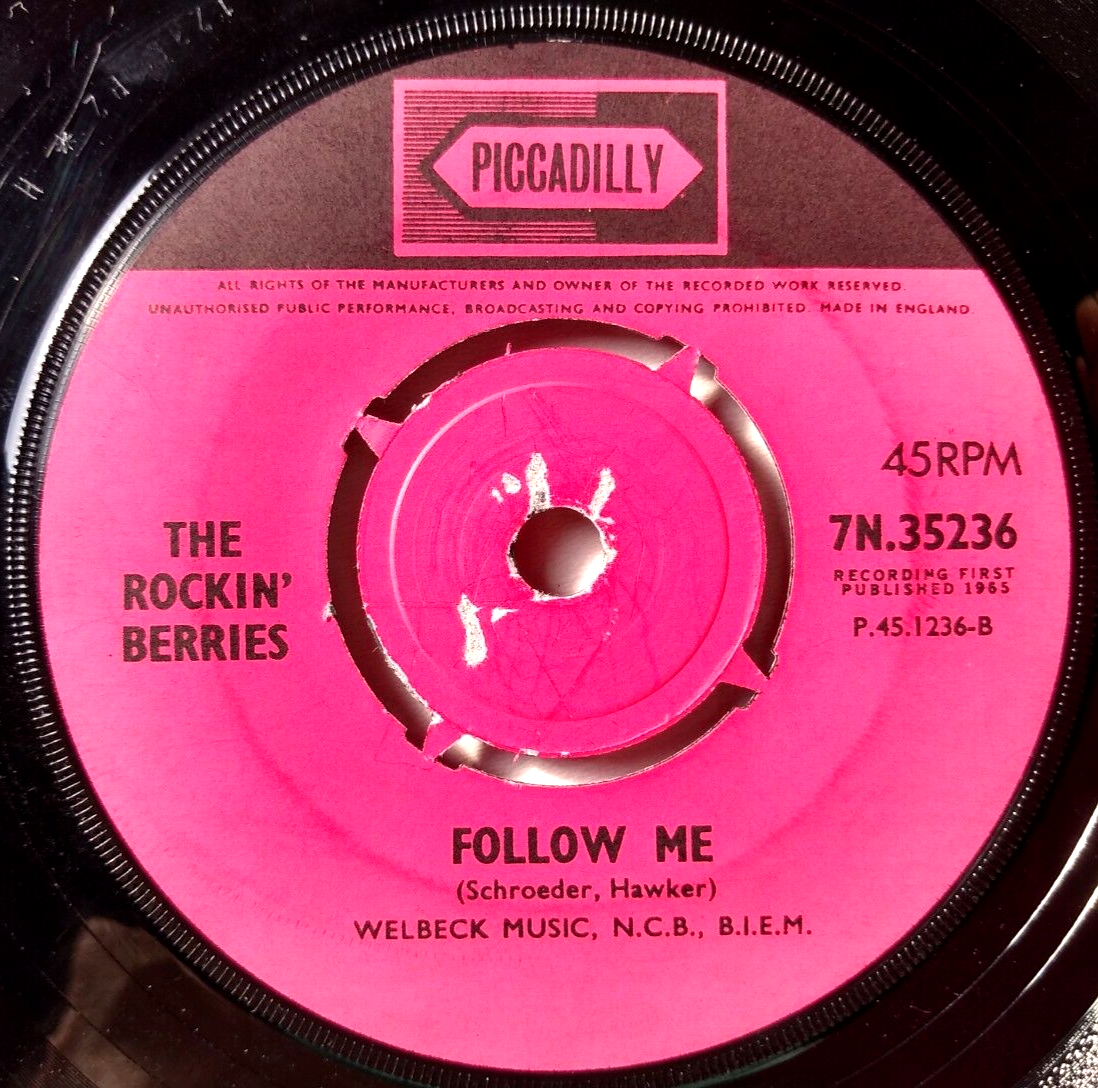 PICCADILLY
ALL RIGHTS OF THE MANUFACTURERS AND OWNER OF THE RECORDED WORK RESERVED.
UNAUTHORISED PUBLIC PERFORMANCE, BROADCASTING AND COPYING PROHIBITED. MADE IN ENGLAND
45RPM
7N.35236
RECORDING FIRST
PUBLISHED 1965
P.45.1236-B
THE
ROCKIN'
BERRIES
FOLLOW ME
(Schroeder, Hawker)
WELBECK MUSIC, N.C.B., B.I.E.M.